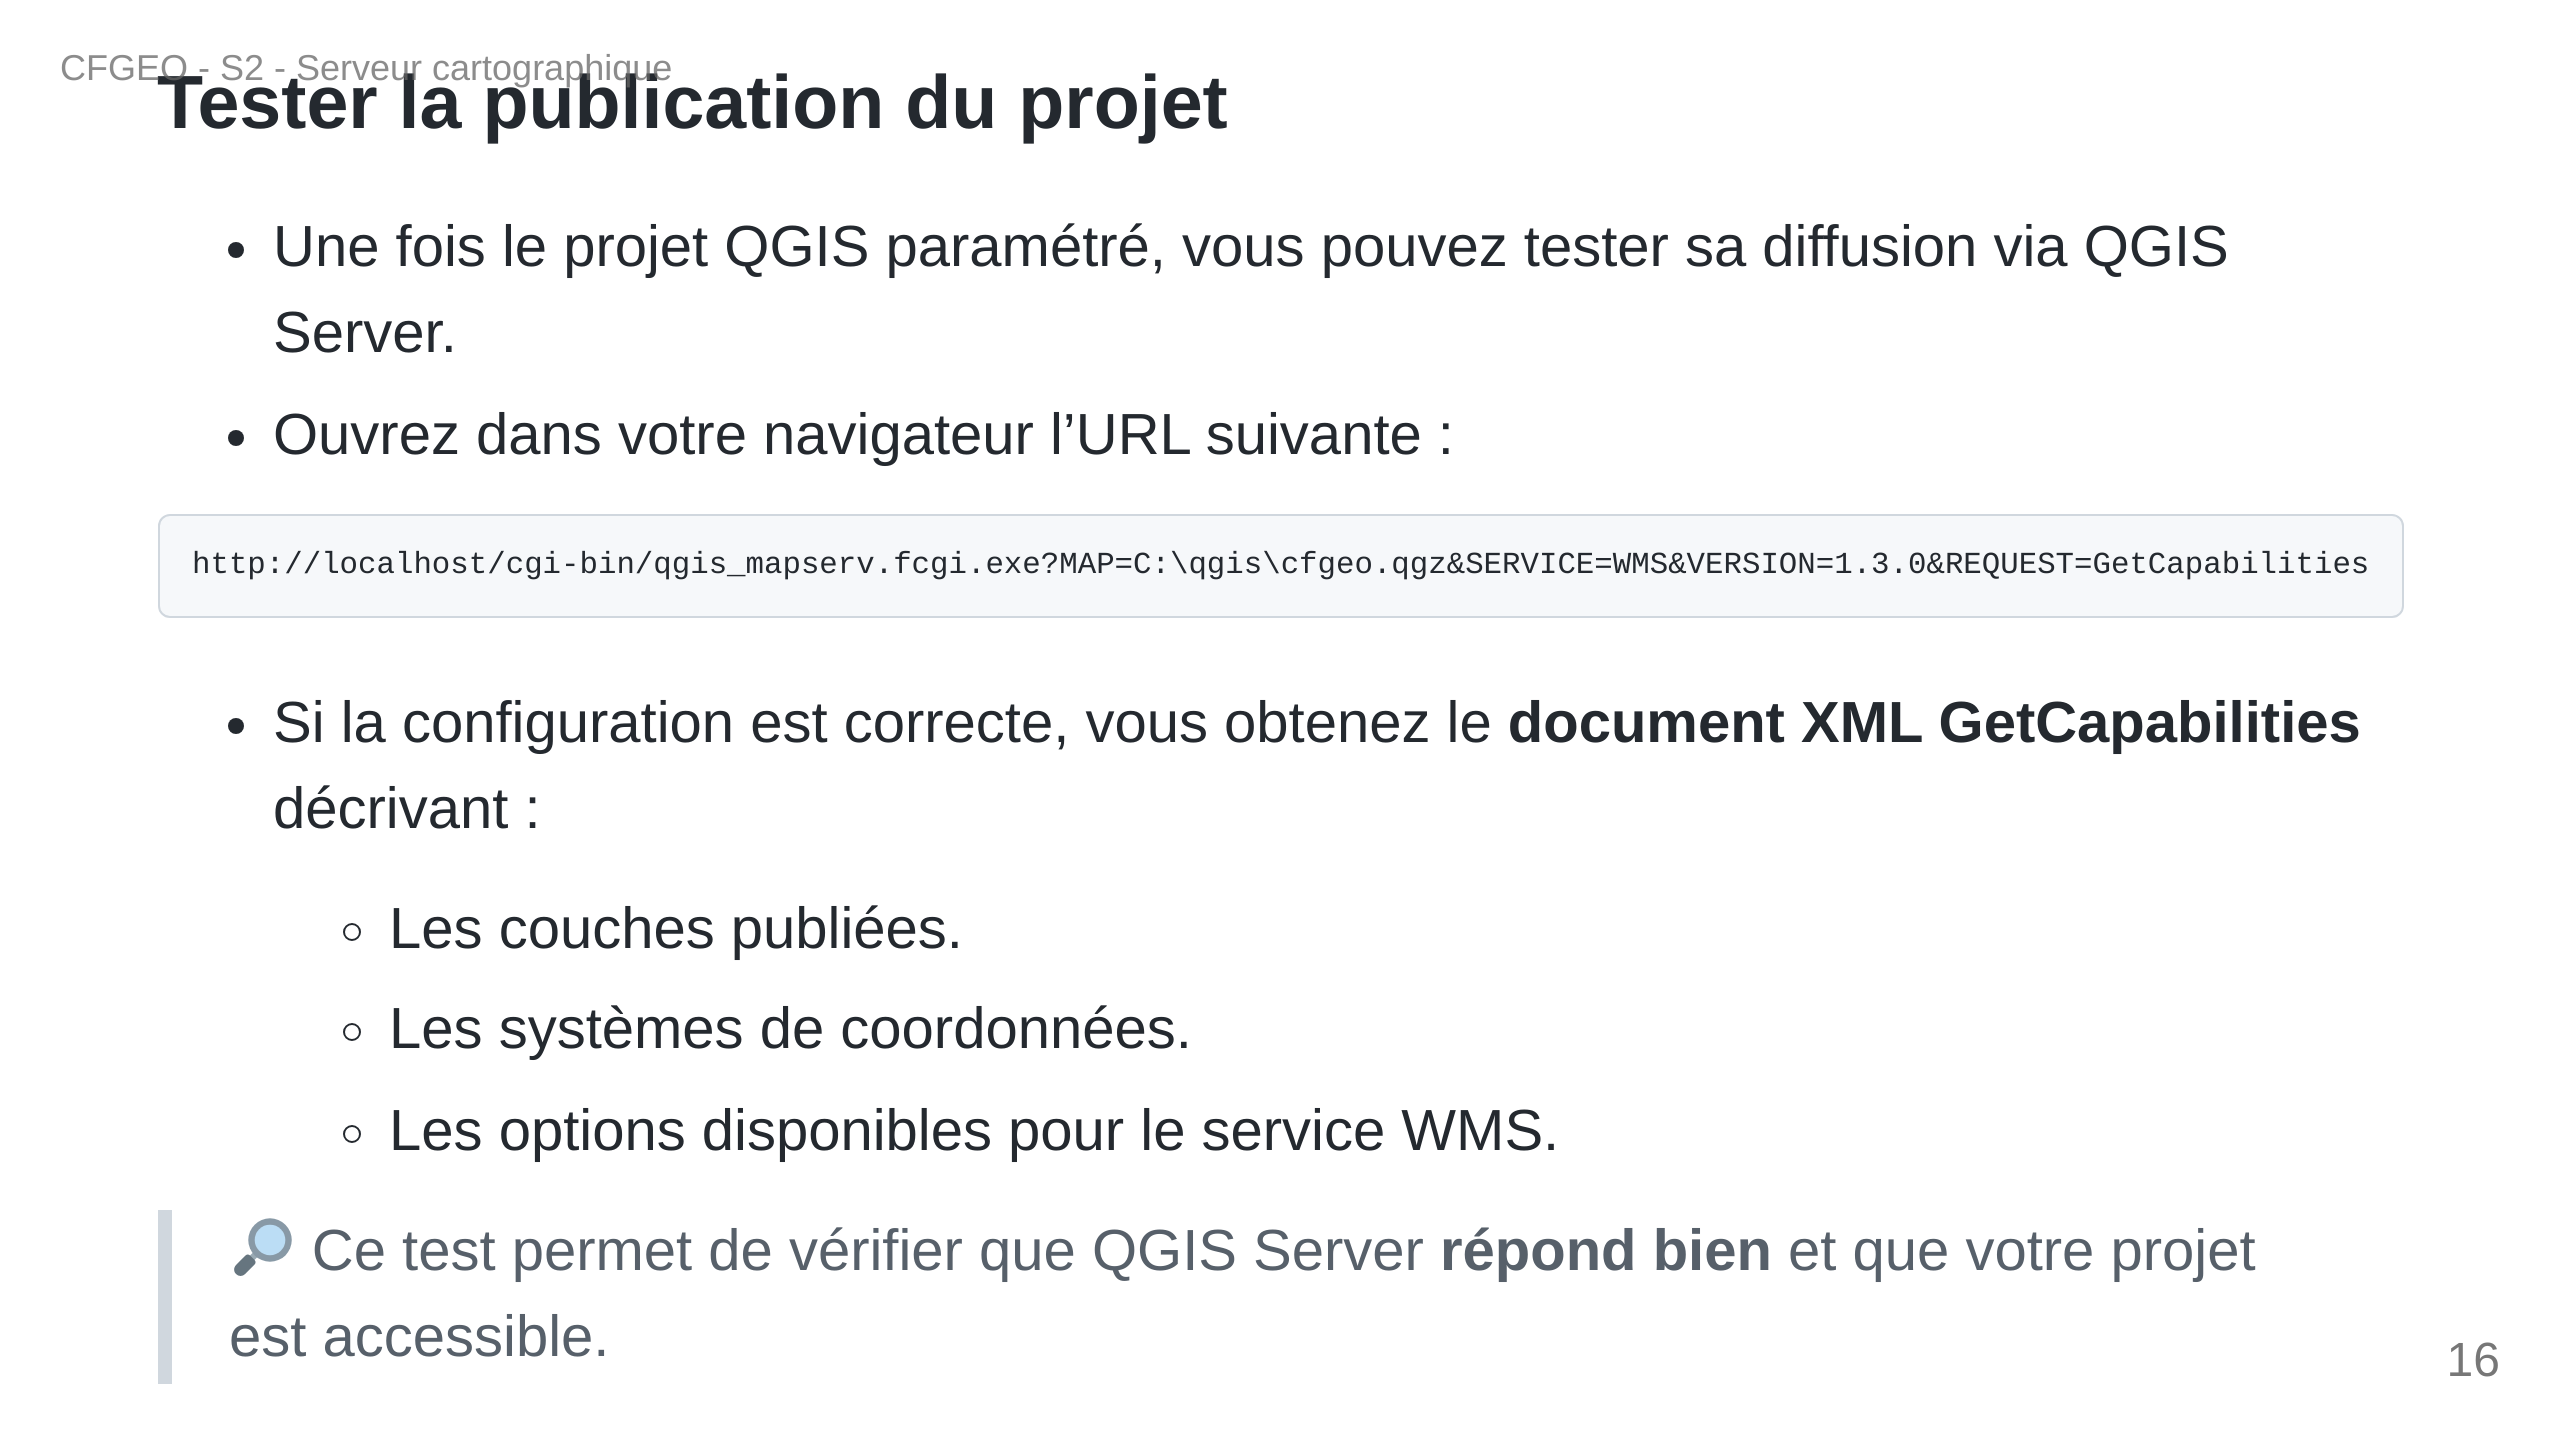 CFGEO - S2 - Serveur cartographique
Tester la publication du projet
• Une fois le projet QGIS paramétré, vous pouvez tester sa diffusion via QGIS
Server.
• Ouvrez dans votre navigateur l’URL suivante :
http://localhost/cgi-bin/qgis_mapserv.fcgi.exe?MAP=C:\qgis\cfgeo.qgz&SERVICE=WMS&VERSION=1.3.0&REQUEST=GetCapabilities
• Si la configuration est correcte, vous obtenez le document XML GetCapabilities
décrivant :
◦ Les couches publiées.
◦ Les systèmes de coordonnées.
◦ Les options disponibles pour le service WMS.
🔎 Ce test permet de vérifier que QGIS Server répond bien et que votre projet
est accessible.
16